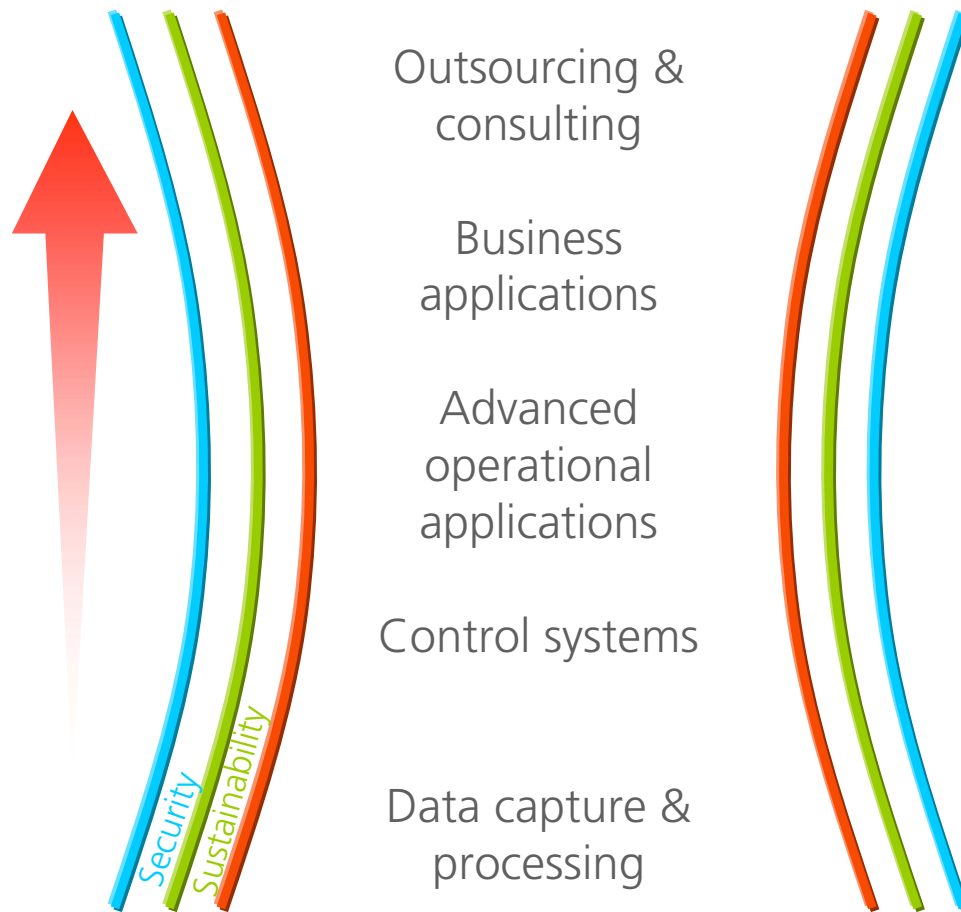 Outsourcing &
consulting
Business
applications
Advanced
operational
applications
Control systems
Data capture &
processing
Security
Sustainability